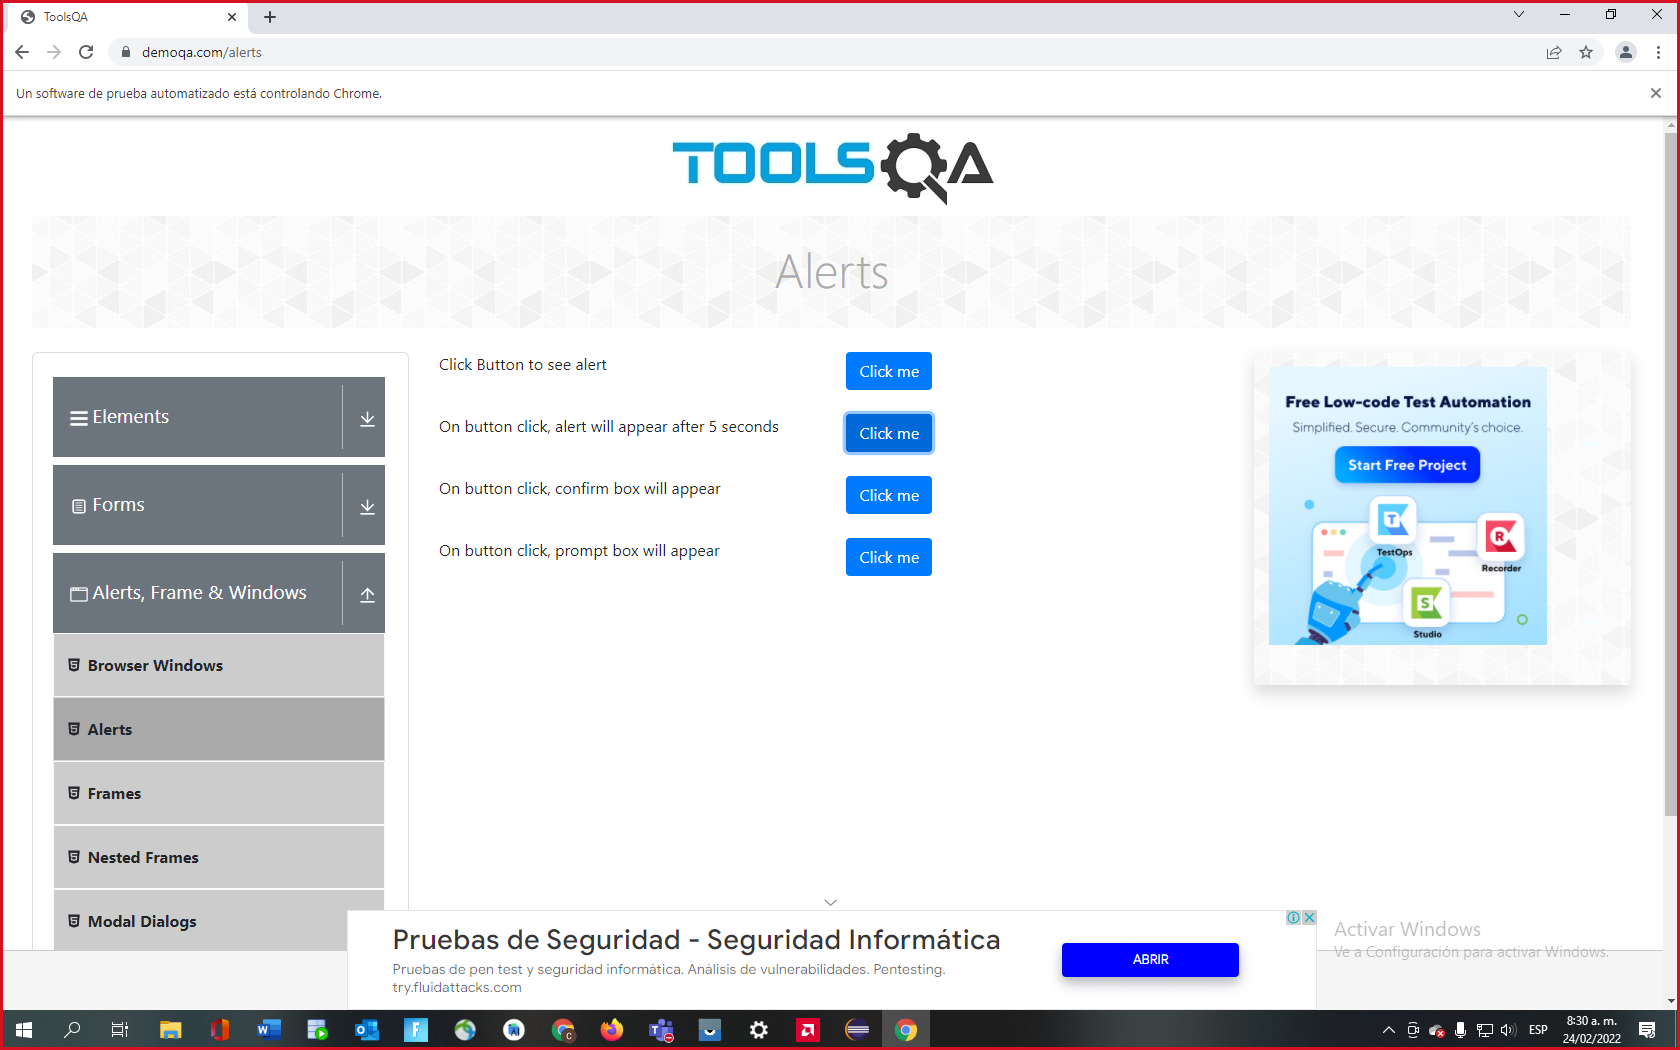 ToolsQA
demoqa.com/alerts
Un software de prueba automatizado está controlando Chrome.
TOOLSQA
Alerts
Elements
Forms
Alerts, Frame & Windows
Browser Windows
Alerts
Frames
Nested Frames
Modal Dialogs
Click Button to see alert
Click me
On button click, alert will appear after 5 seconds
Click me
On button click, confirm box will appear
Click me
On button click, prompt box will appear
Click me
Free Low-code Test Automation
Simplified. Secure. Community's choice.
Start Free Project
TestOps
Recorder
Studio
Pruebas de Seguridad - Seguridad Informática
Pruebas de pen test y seguridad informática. Análisis de vulnerabilidades. Pentesting.
try.fluidattacks.com
ABRIR
Activar Windows
Ve a Configuración para activar Windows.
ESP
8:30 a. m.
24/02/2022